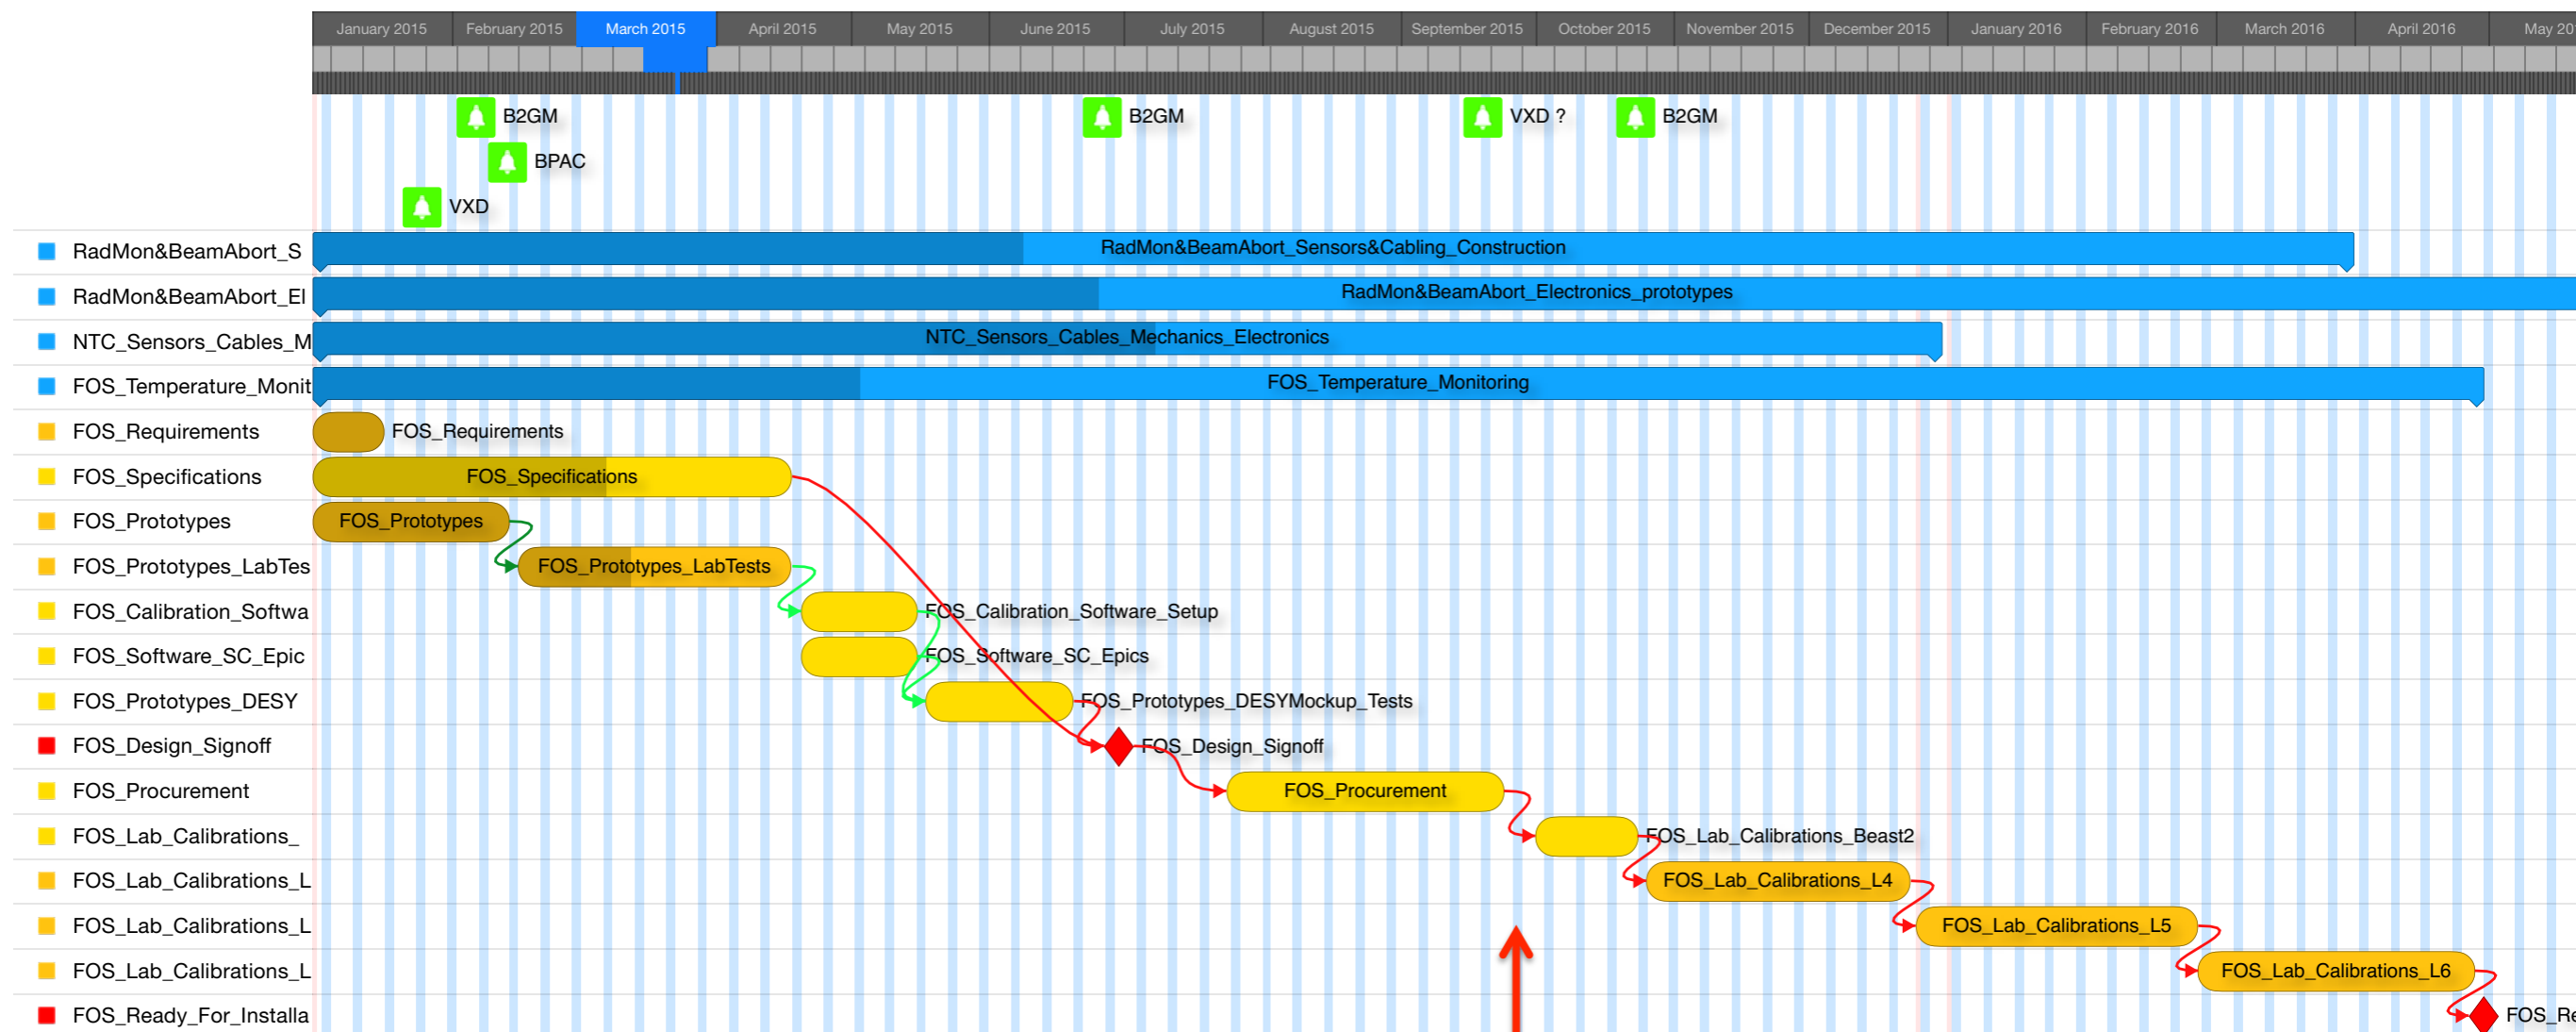 January 2015 February 2015 March 2015 April 2015 May 2015 June 2015 July 2015 August 2015 September 2015 October 2015 November 2015 December 2015 January 2016 February 2016 March 2016 April 2016 May 20
B2GM B2GM VXD ? B2GM
BPAC
VXD
RadMon&BeamAbort_S RadMon&BeamAbort_Sensors&Cabling_Construction
RadMon&BeamAbort_El RadMon&BeamAbort_Electronics_prototypes
NTC_Sensors_Cables_M NTC_Sensors_Cables_Mechanics_Electronics
FOS_Temperature_Monit FOS_Temperature_Monitoring
FOS_Requirements FOS_Requirements
FOS_Specifications FOS_Specifications
FOS_Prototypes FOS_Prototypes
FOS_Prototypes_LabTes FOS_Prototypes_LabTests
FOS_Calibration_Softwa FOS_Calibration_Software_Setup
FOS_Software_SC_Epic FOS_Software_SC_Epics
FOS_Prototypes_DESY FOS_Prototypes_DESYMockup_Tests
FOS_Design_Signoff FOS_Design_Signoff
FOS_Procurement FOS_Procurement
FOS_Lab_Calibrations_ FOS_Lab_Calibrations_Beast2
FOS_Lab_Calibrations_L FOS_Lab_Calibrations_L4
FOS_Lab_Calibrations_L FOS_Lab_Calibrations_L5
FOS_Lab_Calibrations_L FOS_Lab_Calibrations_L6
FOS_Ready_For_Installa FOS_Re